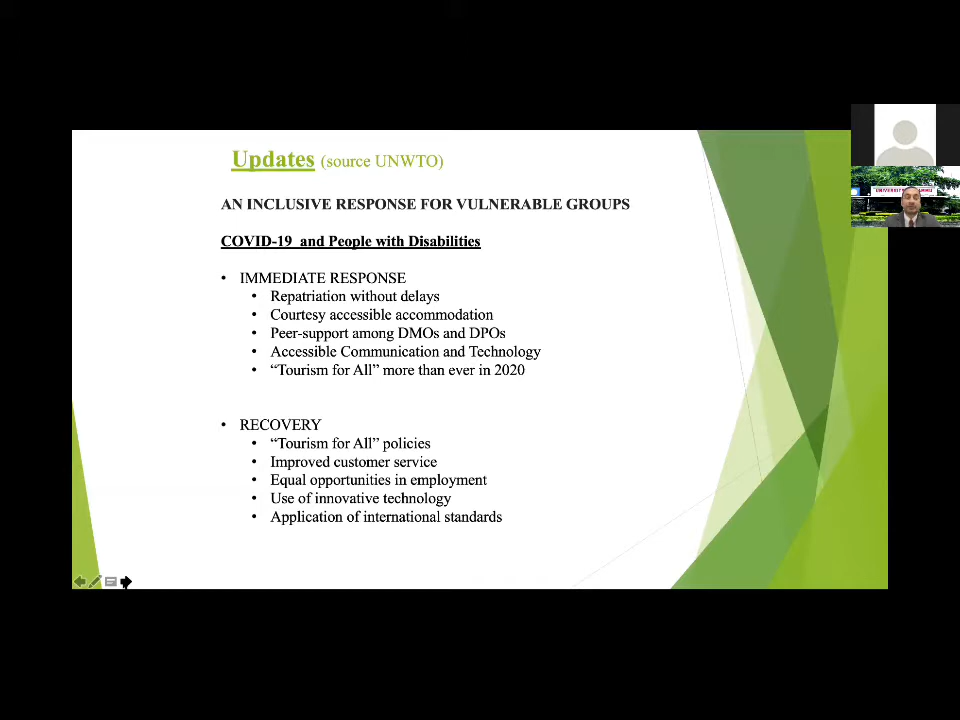 Updates (source UNWTO)
AN INCLUSIVE RESPONSE FOR VULNERABLE GROUPS
COVID-19 and People with Disabilities
• IMMEDIATE RESPONSE
• Repatriation without delays
• Courtesy accessible accommodation
• Peer-support among DMOs and DPOs
• Accessible Communication and Technology
• “Tourism for All” more than ever in 2020
• RECOVERY
• “Tourism for All” policies
• Improved customer service
• Equal opportunities in employment
• Use of innovative technology
• Application of international standards